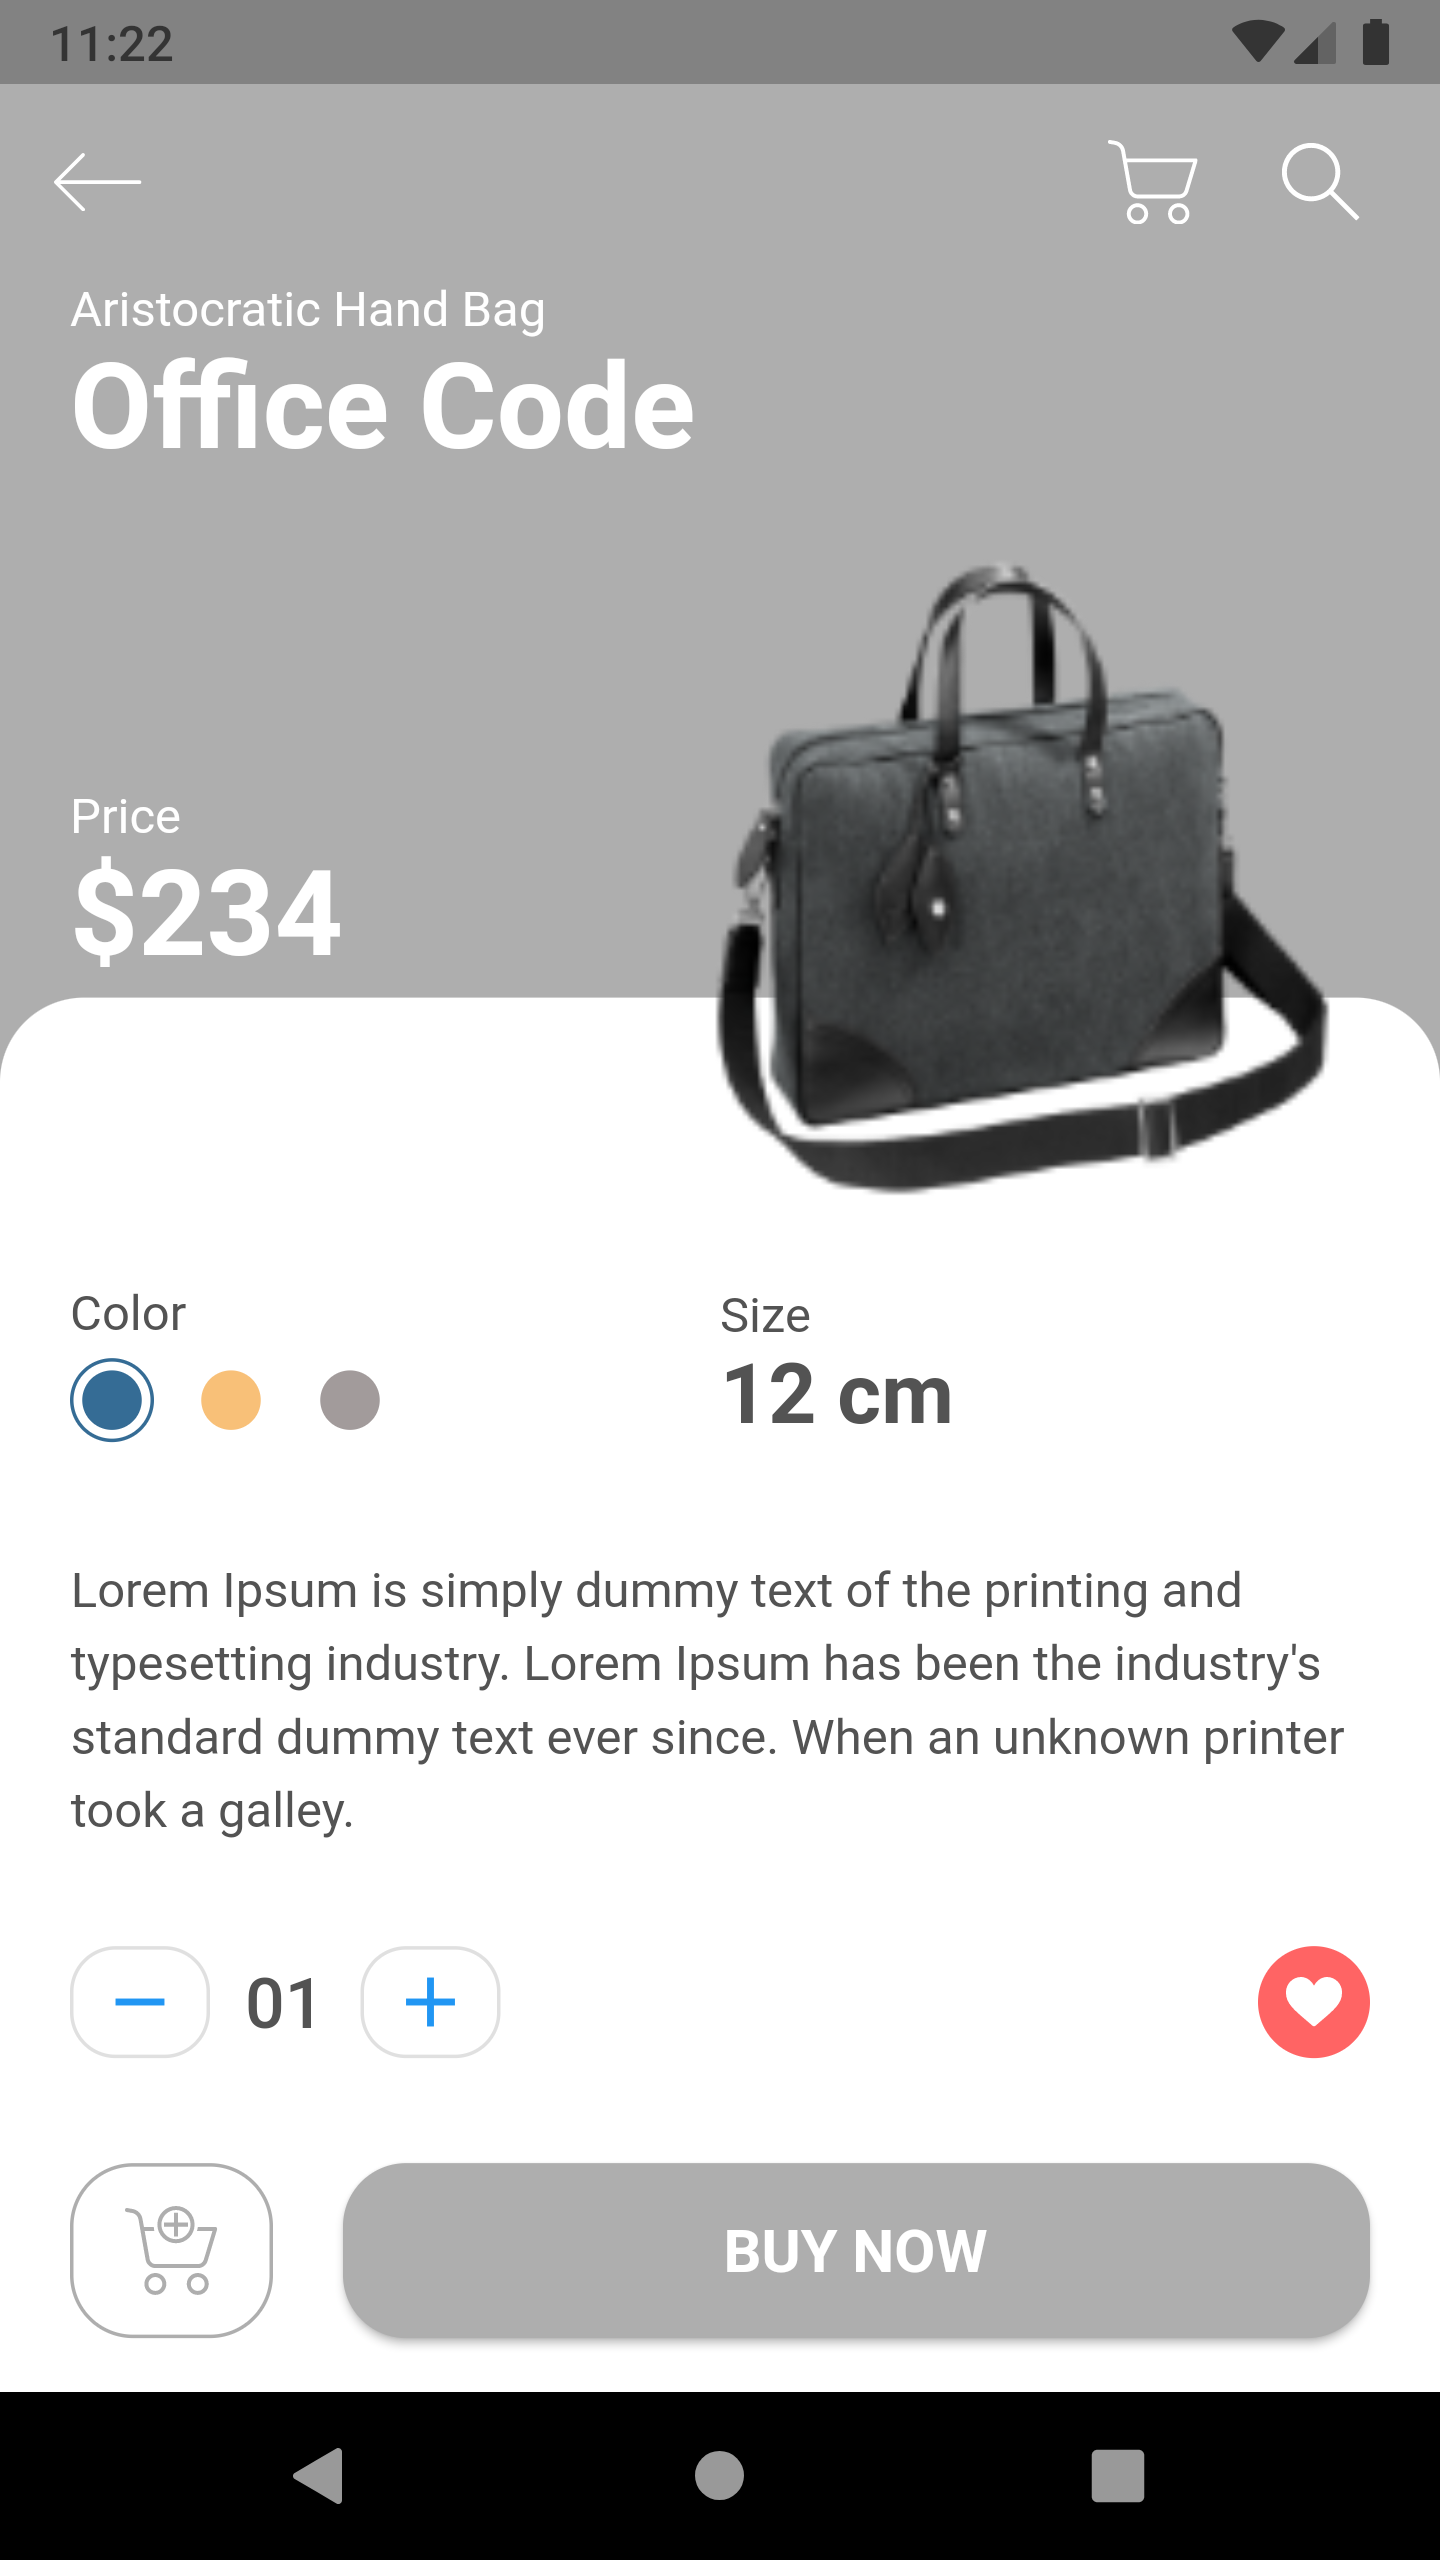 11:22
Aristocratic Hand Bag
Office Code
Price
$234
Color
Size
12 cm
Lorem Ipsum is simply dummy text of the printing and
typesetting industry. Lorem Ipsum has been the industry's
standard dummy text ever since. When an unknown printer
took a galley.
01
BUY NOW